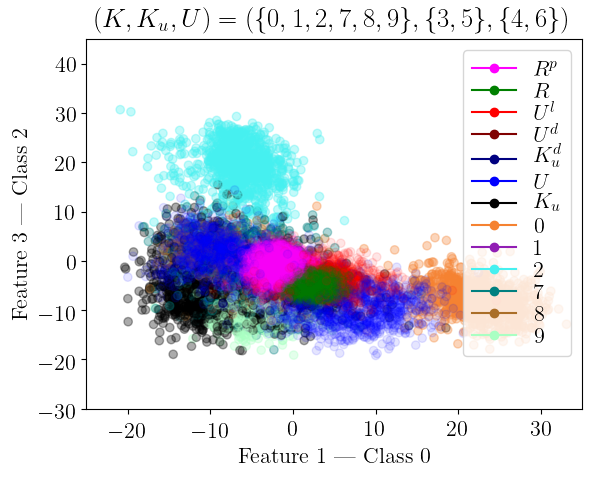 (K, K_u, U) = ({0, 1, 2, 7, 8, 9}, {3, 5}, {4, 6})
Feature 3 — Class 2
40
30
20
10
0
−10
−20
−30
−20
−10
0
10
20
30
Feature 1 — Class 0
R^p
R
U^l
U^d
K_u^d
U
K_u
0
1
2
7
8
9